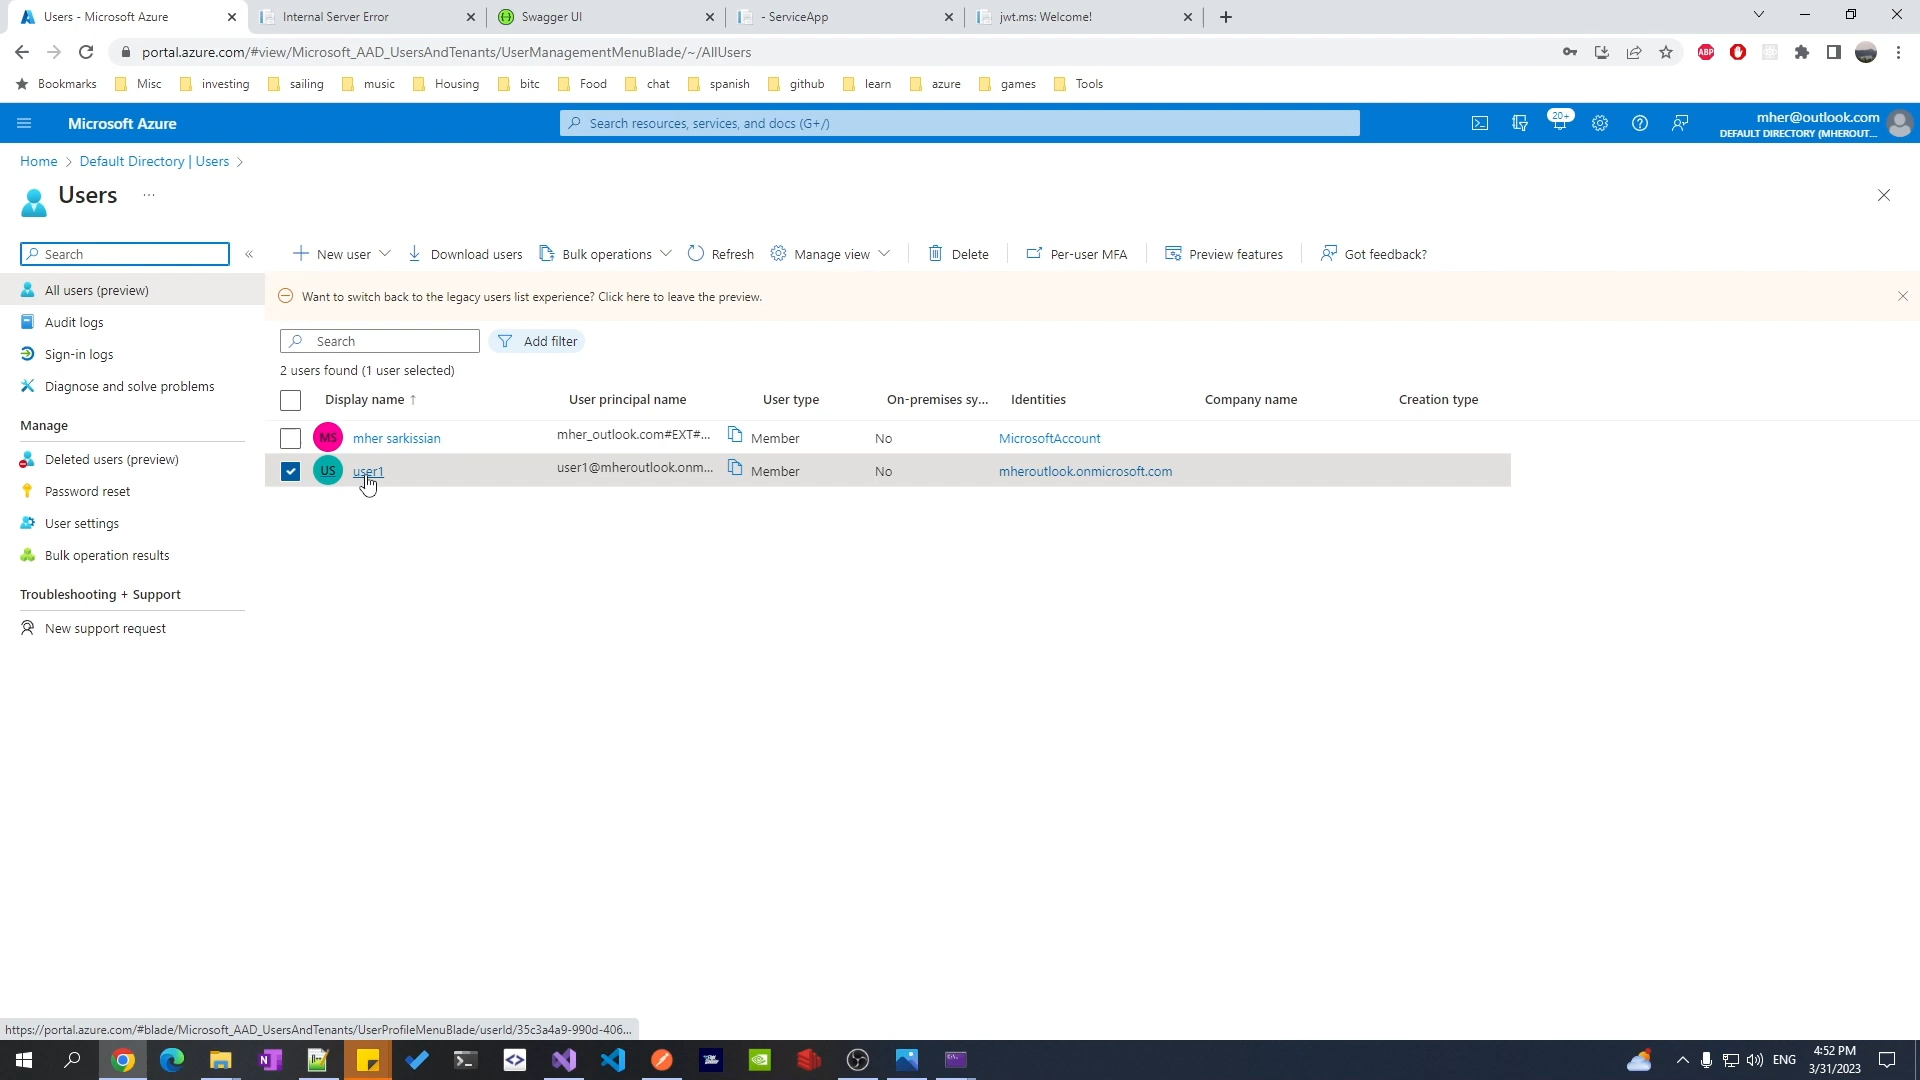 Users - Microsoft Azure
Internal Server Error
Swagger UI
- ServiceApp
jwt.ms: Welcome!
portal.azure.com/#view/Microsoft_AAD_UsersAndTenants/UserManagementMenuBlade/~/AllUsers
ABP
Bookmarks
Misc
investing
sailing
music
Housing
bitc
Food
chat
spanish
github
learn
azure
games
Tools
Microsoft Azure
Search resources, services, and docs (G+/)
20+
mher@outlook.com
DEFAULT DIRECTORY (MHEROUT...
Home > Default Directory | Users >
Users ...
Search
«
New user
Download users
Bulk operations
Refresh
Manage view
Delete
Per-user MFA
Preview features
Got feedback?
All users (preview)
Audit logs
Sign-in logs
Diagnose and solve problems
Manage
Deleted users (preview)
Password reset
User settings
Bulk operation results
Troubleshooting + Support
New support request
Want to switch back to the legacy users list experience? Click here to leave the preview.
Search
Add filter
2 users found (1 user selected)
Display name ↑ User principal name User type On-premises sy... Identities Company name Creation type
MS mher sarkissian mher_outlook.com#EXT#... Member No MicrosoftAccount
US user1 user1@mheroutlook.onm... Member No mheroutlook.onmicrosoft.com
https://portal.azure.com/#blade/Microsoft_AAD_UsersAndTenants/UserProfileMenuBlade/userId/35c3a4a9-990d-406...
ENG
4:52 PM
3/31/2023